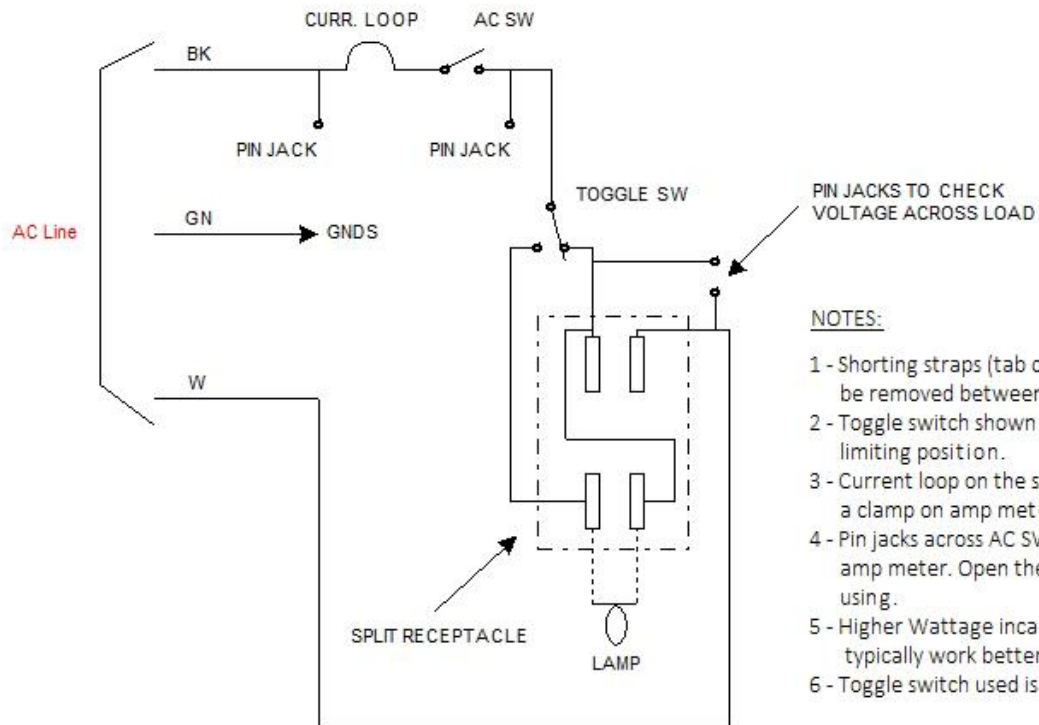 CURR. LOOP
AC SW
BK
PIN JACK
PIN JACK
TOGGLE SW
PIN JACKS TO CHECK
VOLTAGE ACROSS LOAD
AC Line
GN
GNDS
W
SPLIT RECEPTACLE
LAMP
NOTES:
1 - Shorting straps (tab
be removed between
2 - Toggle switch shown
limiting position.
3 - Current loop on the
a clamp on amp
4 - Pin jacks across AC
amp meter. Open the
using.
5 - Higher Wattage
typically work better
6 - Toggle switch used is